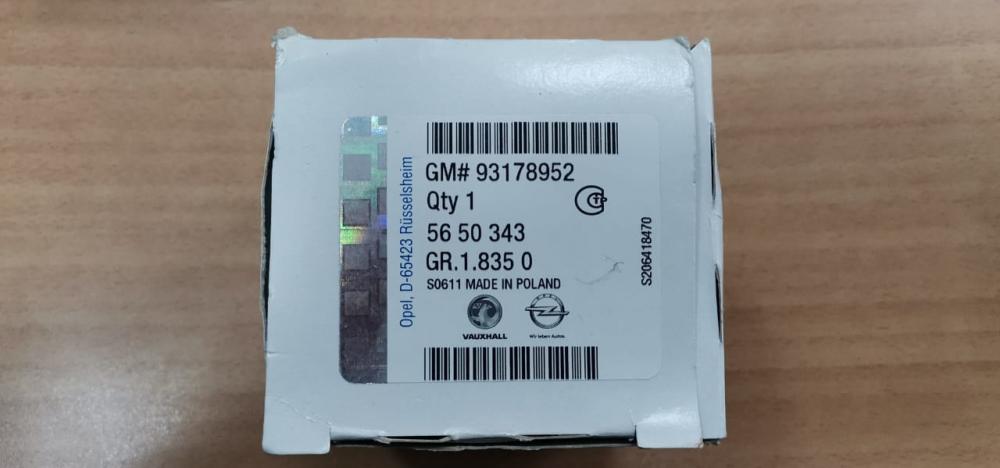 Opel, D-65423 Rüsselsheim
GM# 93178952
Qty 1
56 50 343
GR.1.835 0
S0611 MADE IN POLAND
VAUXHALL
OPEL
Wir leben Autos.
S206418470